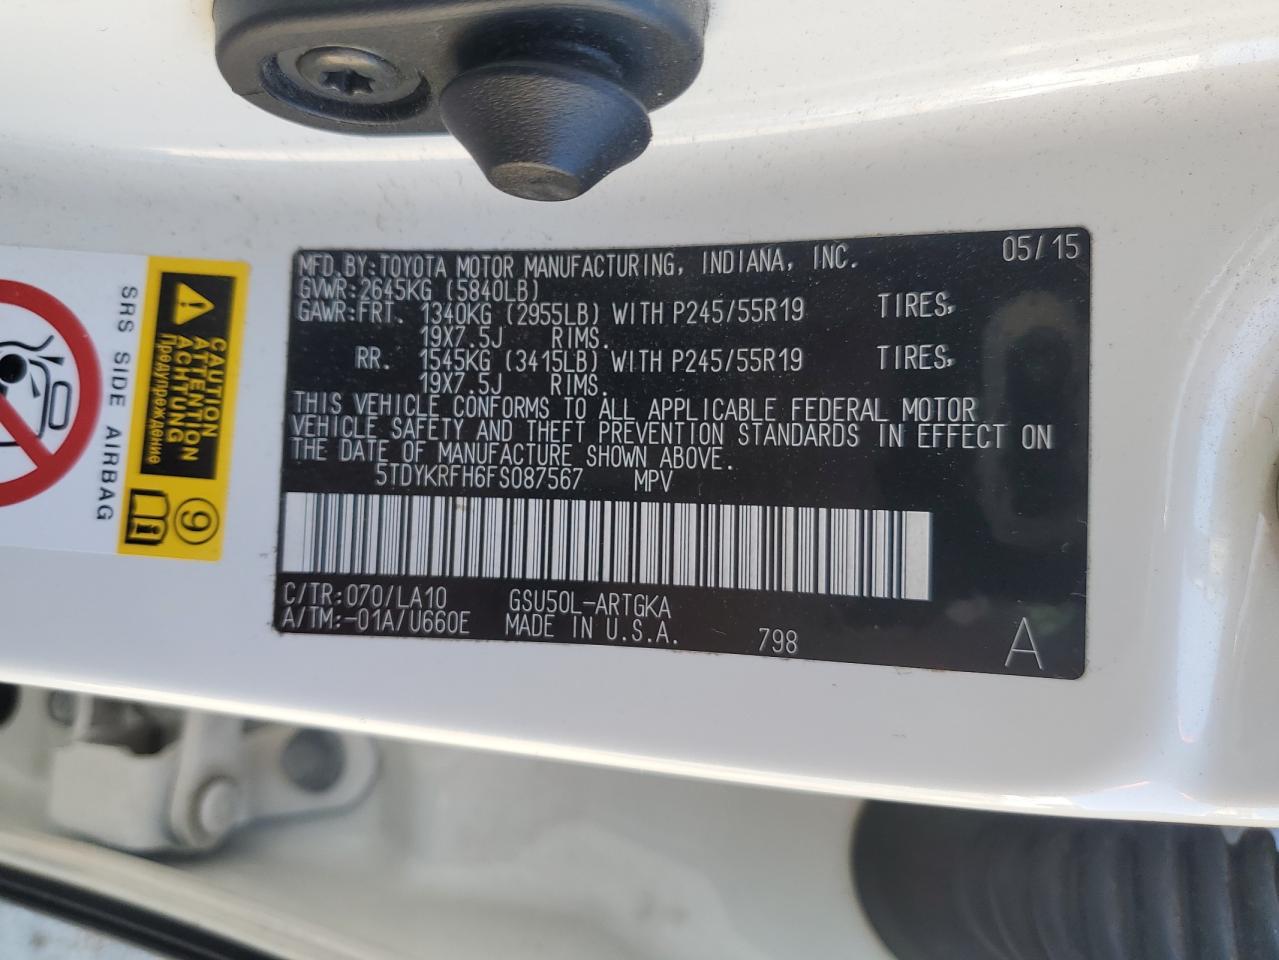 MFD.BY:TOYOTA MOTOR MANUFACTURING, INDIANA, INC. 05/15
GVWR:2645KG (5840LB)
GAWR:FRT. 1340KG (2955LB) WITH P245/55R19 TIRES,
19X7.5J RIMS.
RR. 1545KG (3415LB) WITH P245/55R19 TIRES,
19X7.5J RIMS.
THIS VEHICLE CONFORMS TO ALL APPLICABLE FEDERAL MOTOR
VEHICLE SAFETY AND THEFT PREVENTION STANDARDS IN EFFECT ON
THE DATE OF MANUFACTURE SHOWN ABOVE.
5TDYKRFH6FS087567 MPV
C/TR:070/LA10 GSU50L-ARTGKA
A/TM:-01A/U660E MADE IN U.S.A. 798 A
CAUTION
ATTENTION
ACHTUNG
Предупреждение
SRS SIDE AIRBAG
9
i